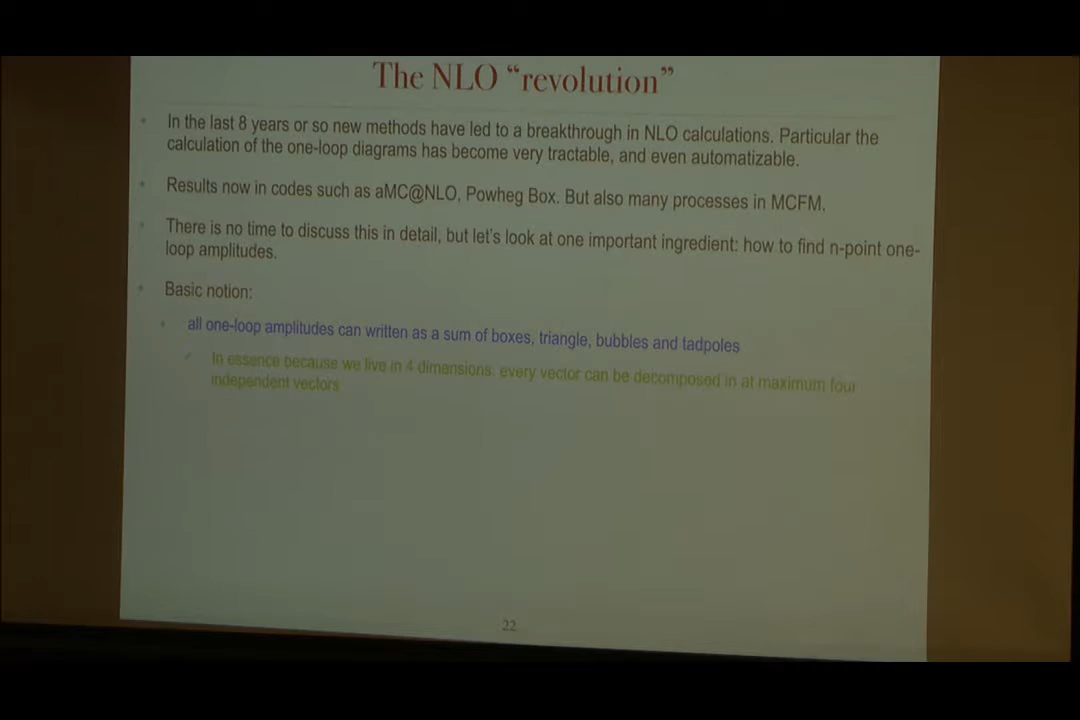 The NLO “revolution”
In the last 8 years or so new methods have led to a breakthrough in NLO calculations. Particular the
calculation of the one-loop diagrams has become very tractable, and even automatizable.
Results now in codes such as aMC@NLO, Powheg Box. But also many processes in MCFM.
There is no time to discuss this in detail, but let's look at one important ingredient: how to find n-point one-
loop amplitudes.
Basic notion:
all one-loop amplitudes can written as a sum of boxes, triangle, bubbles and tadpoles
In essence because we live in 4 dimensions. every vector can be decomposed in at maximum four
independent vectors
22